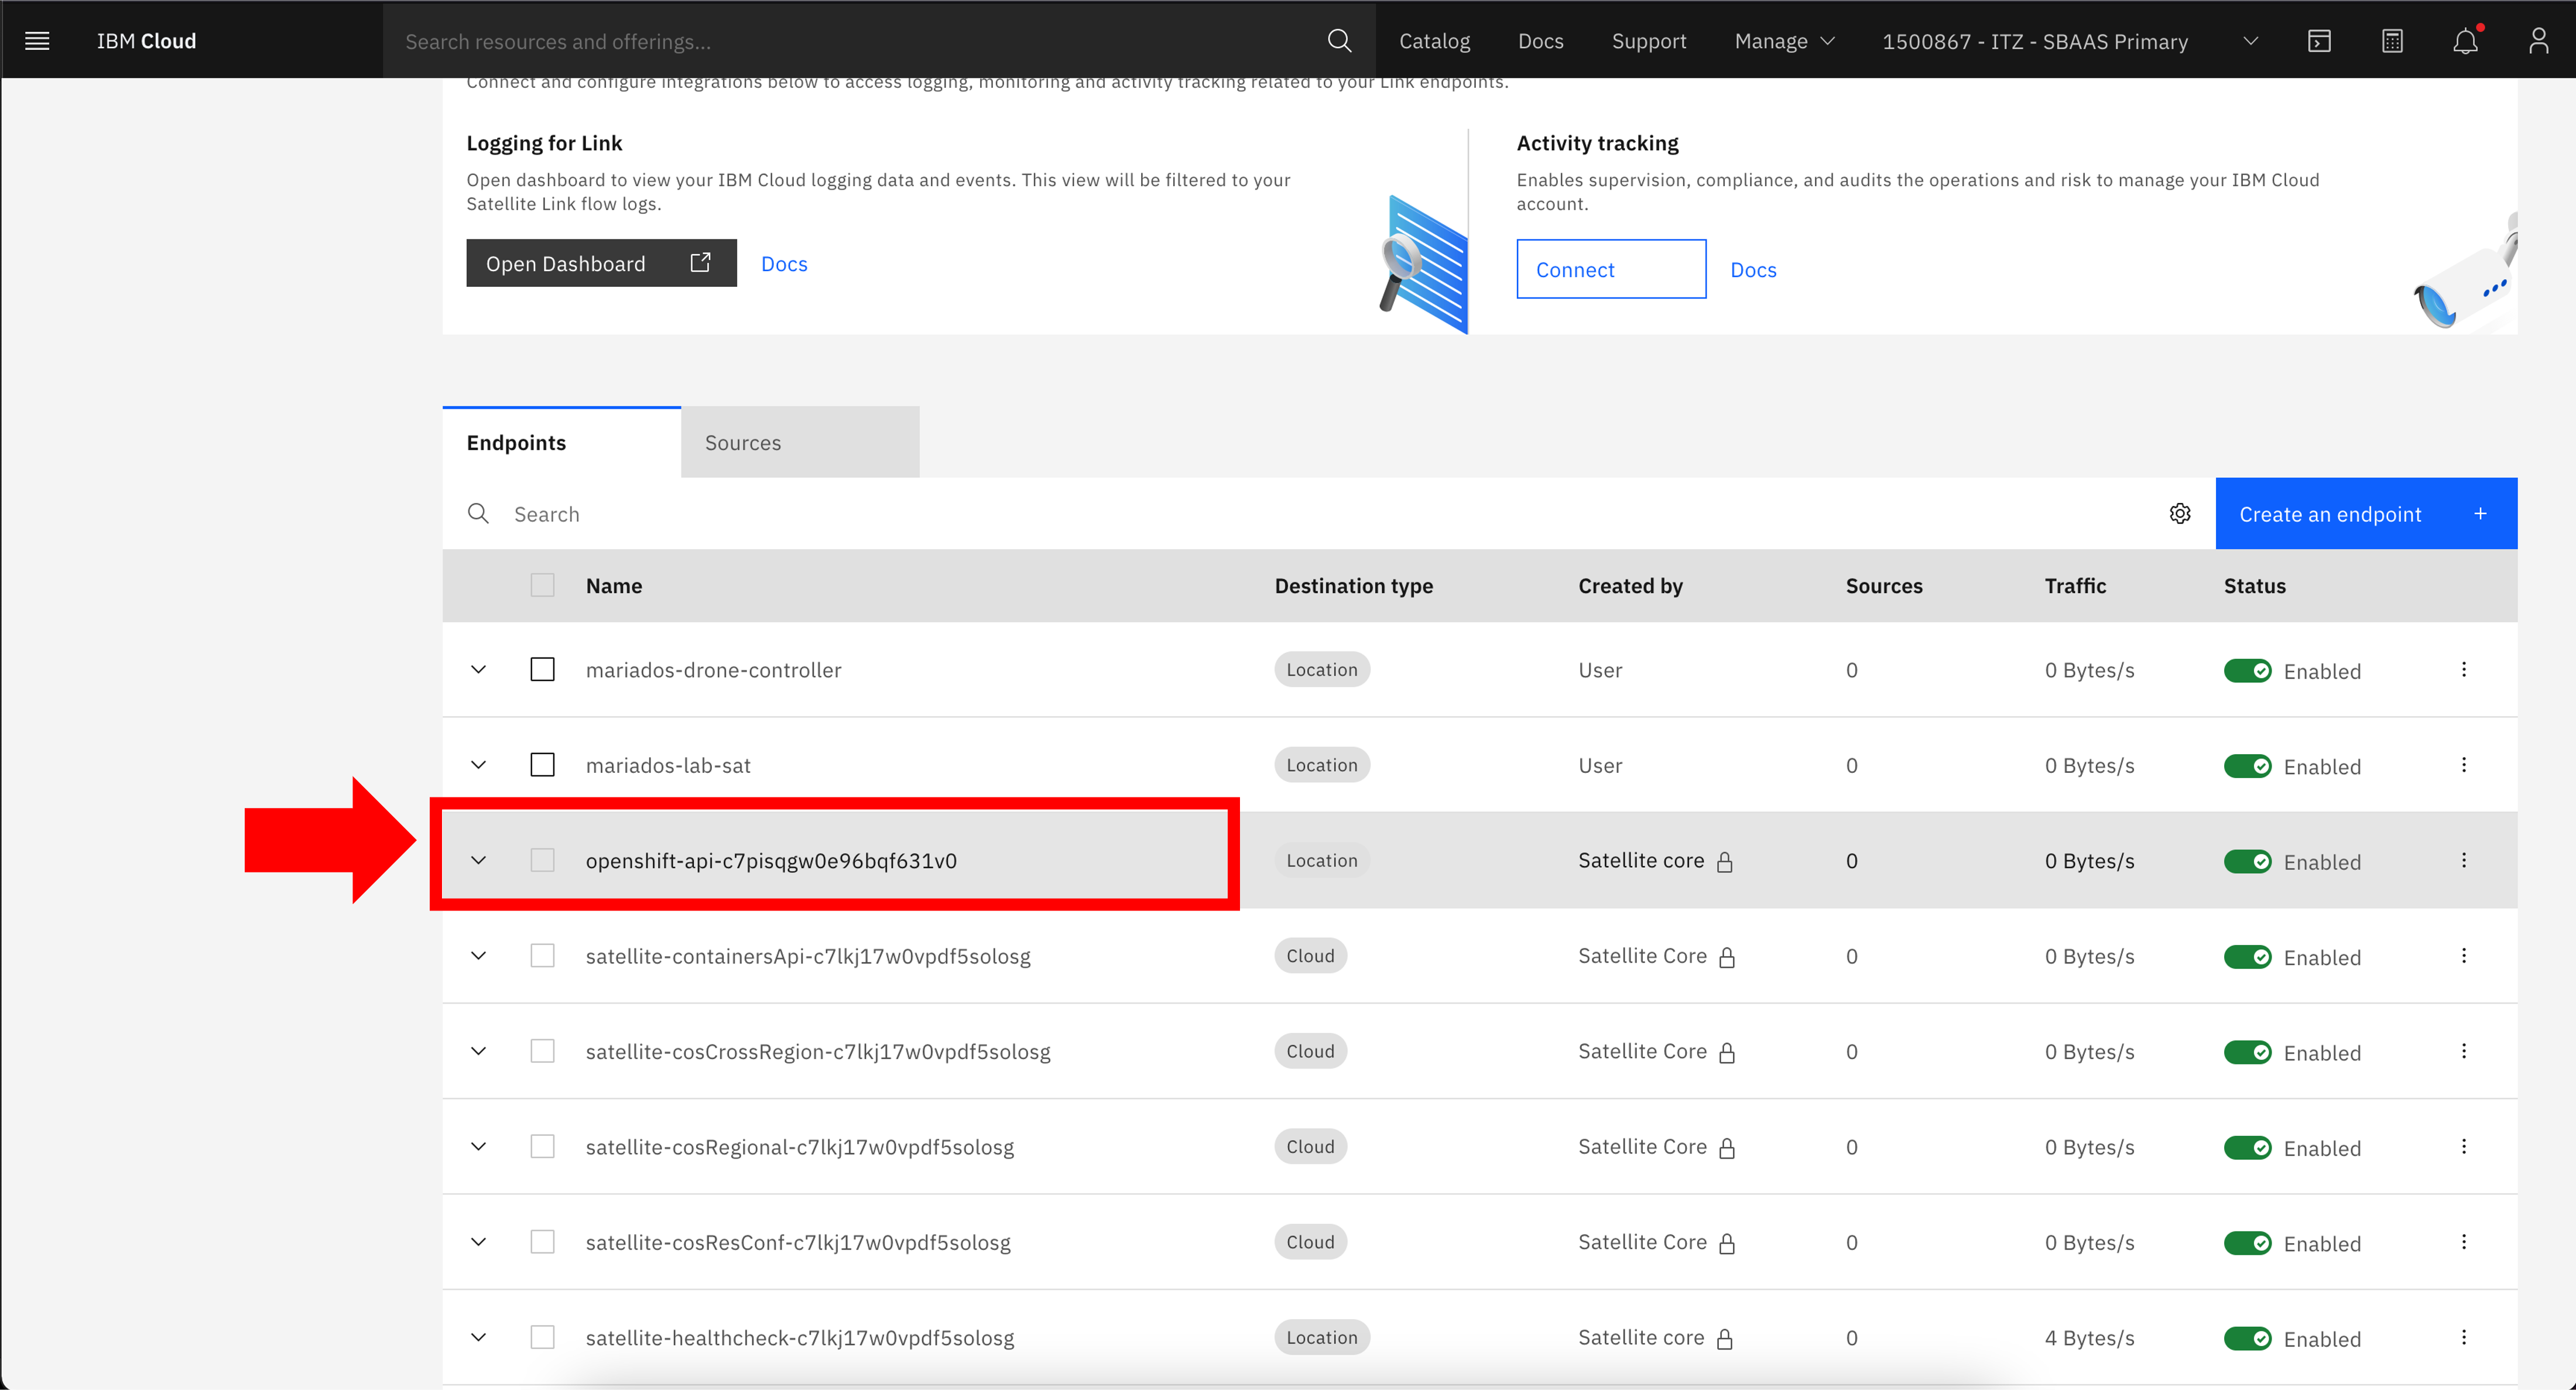 IBM Cloud
Search resources and offerings...
Catalog
Docs
Support
Manage
1500867 - ITZ - SBAAS Primary
Connect and configure integrations below to access logging, monitoring and activity tracking related to your Link endpoints.
Logging for Link
Open dashboard to view your IBM Cloud logging data and events. This view will be filtered to your
Satellite Link flow logs.
Open Dashboard
Docs
Activity tracking
Enables supervision, compliance, and audits the operations and risk to manage your IBM Cloud
account.
Connect
Docs
Endpoints
Sources
Search
Create an endpoint +
Name Destination type Created by Sources Traffic Status
mariados-drone-controller Location User 0 0 Bytes/s Enabled
mariados-lab-sat Location User 0 0 Bytes/s Enabled
openshift-api-c7pisqgw0e96bqf631v0 Location Satellite core 0 0 Bytes/s Enabled
satellite-containersApi-c7lkj17w0vpdf5solosg Cloud Satellite Core 0 0 Bytes/s Enabled
satellite-cosCrossRegion-c7lkj17w0vpdf5solosg Cloud Satellite Core 0 0 Bytes/s Enabled
satellite-cosRegional-c7lkj17w0vpdf5solosg Cloud Satellite Core 0 0 Bytes/s Enabled
satellite-cosResConf-c7lkj17w0vpdf5solosg Cloud Satellite Core 0 0 Bytes/s Enabled
satellite-healthcheck-c7lkj17w0vpdf5solosg Location Satellite core 0 4 Bytes/s Enabled